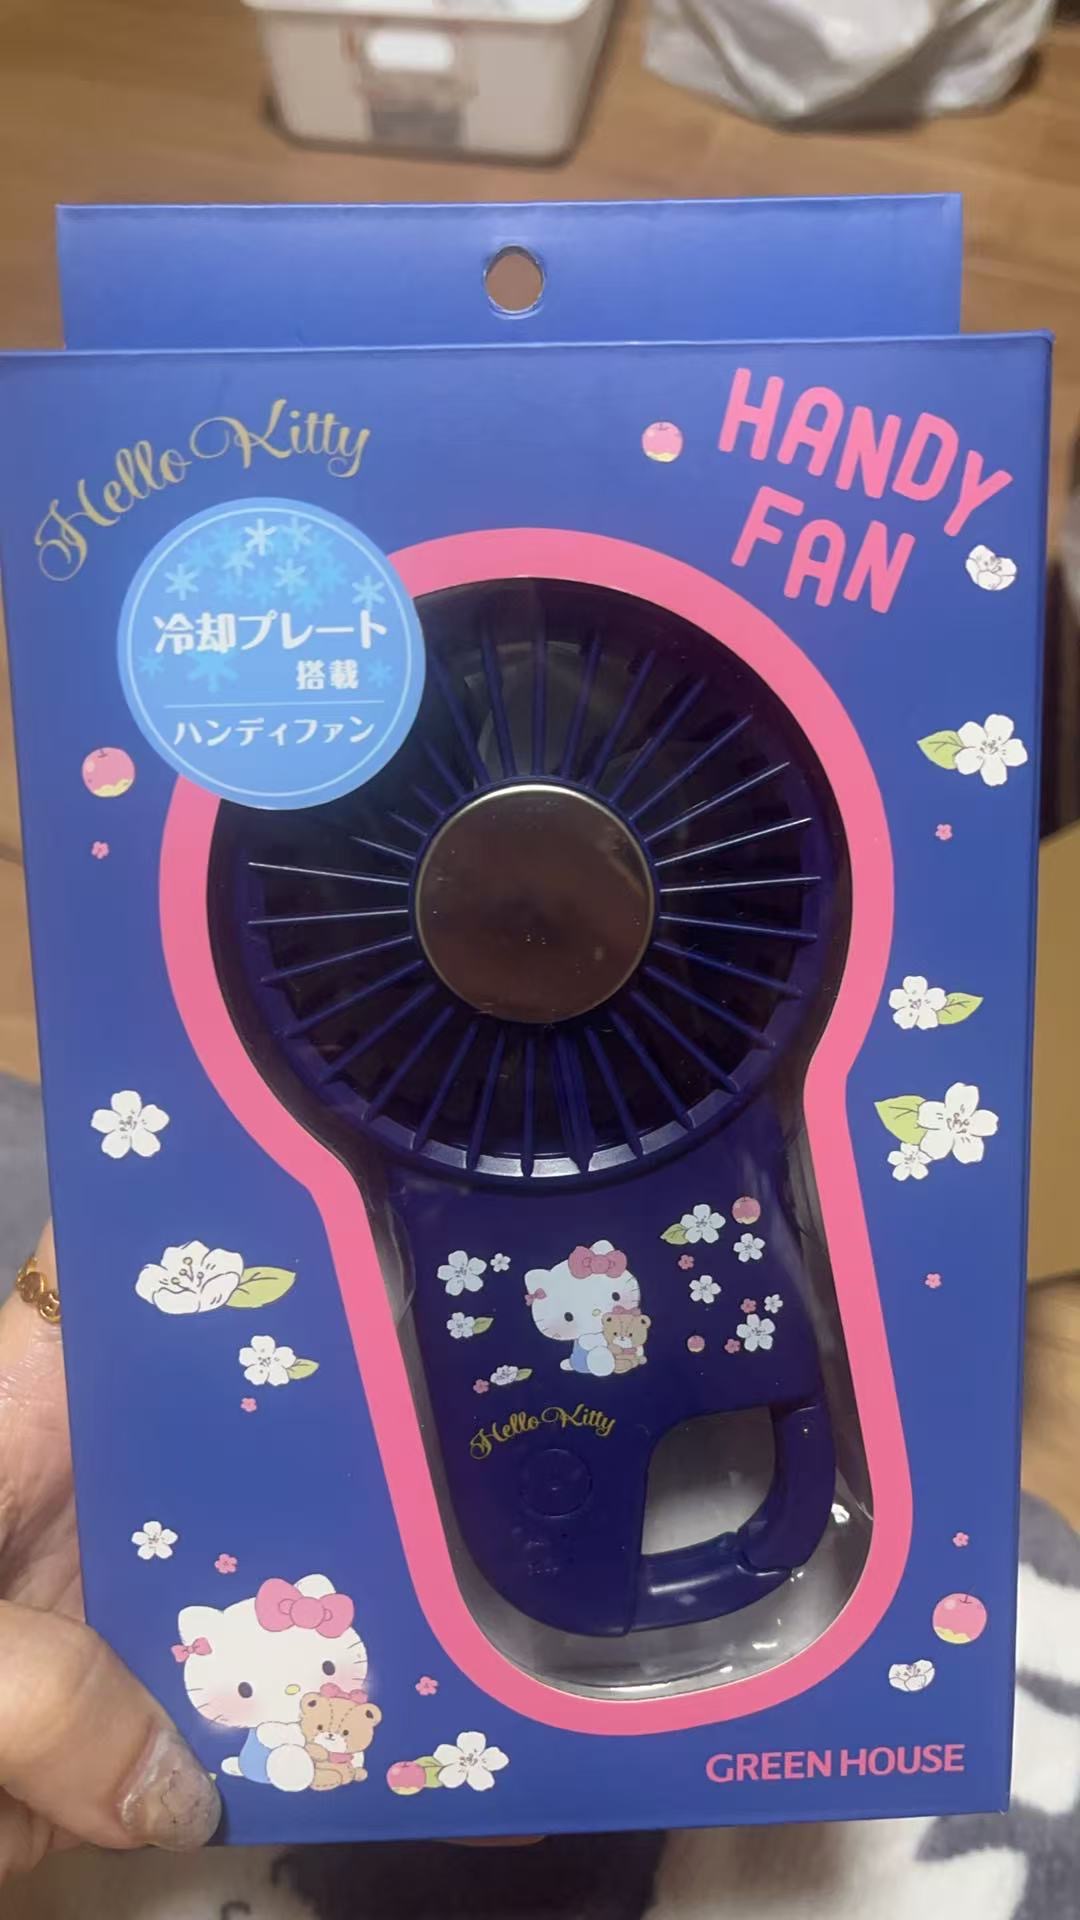 Hello Kitty
HANDY
FAN
冷却プレート
搭載
ハンディファン
Hello Kitty
GREEN HOUSE